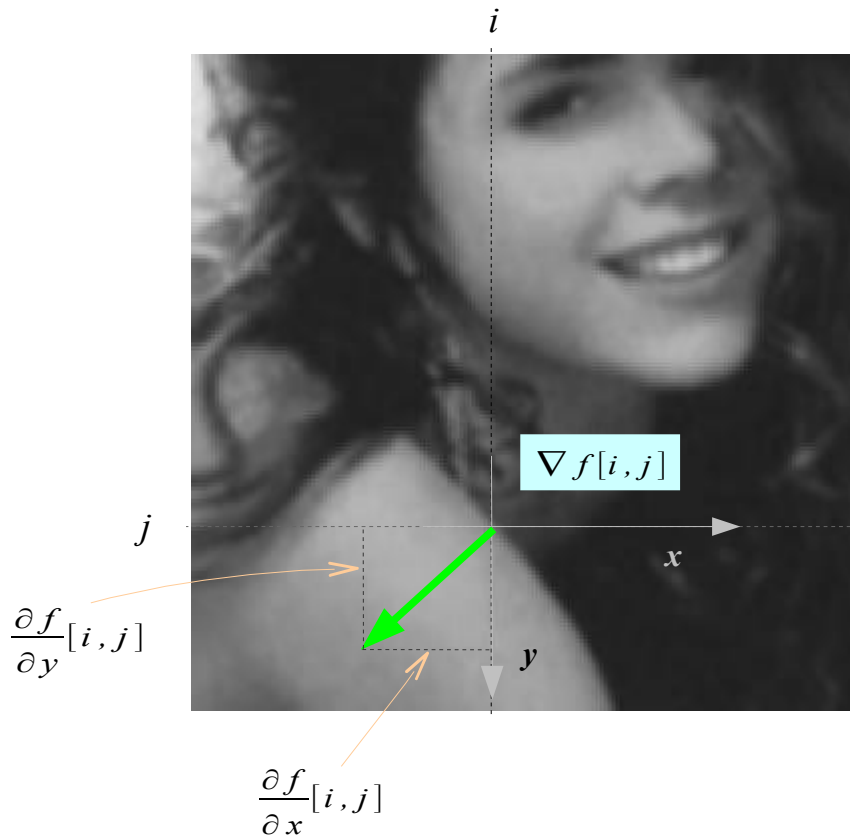 i
∇ f[i, j]
j
x
∂f/∂y[i, j]
y
∂f/∂x[i, j]